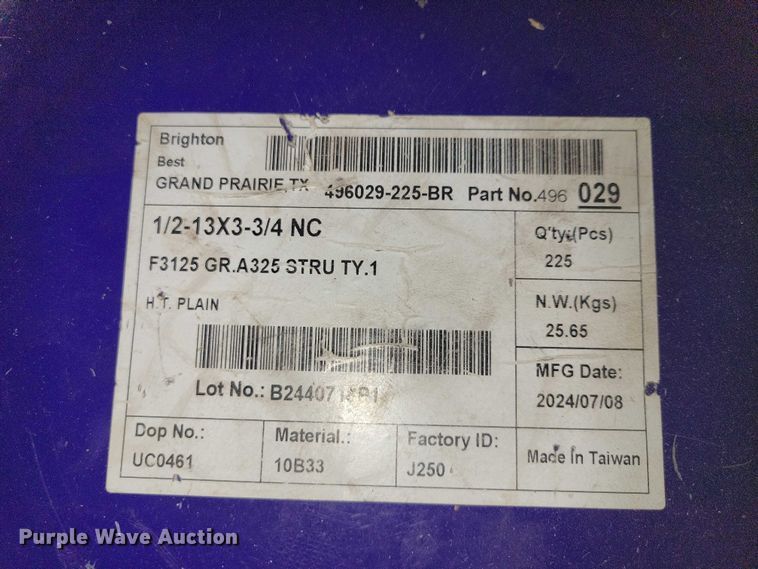 Brighton
Best
GRAND PRAIRIE,TX 496029-225-BR Part No.496 029
1/2-13X3-3/4 NC
F3125 GR.A325 STRU TY.1
H.T. PLAIN
Q'ty.(Pcs)
225
N.W.(Kgs)
25.65
Lot No.:
MFG Date:
2024/07/08
Dop No.:
UC0461
Material.:
10B33
Factory ID:
J250
Made In Taiwan
Purple Wave Auction